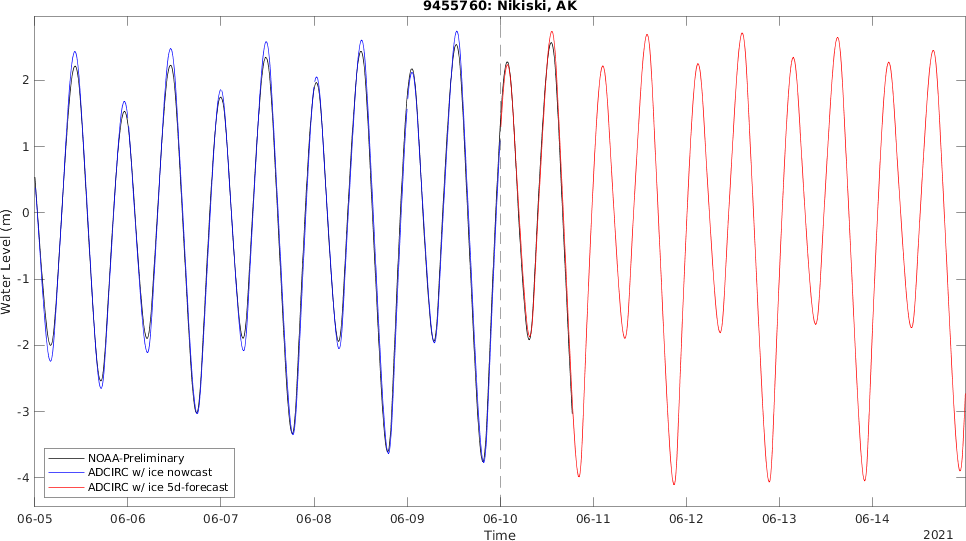 9455760: Nikiski, AK
Water Level (m)
2
1
0
-1
-2
-3
-4
NOAA-Preliminary
ADCIRC w/ ice nowcast
ADCIRC w/ ice 5d-forecast
06-05 06-06 06-07 06-08 06-09 06-10 06-11 06-12 06-13 06-14
Time
2021